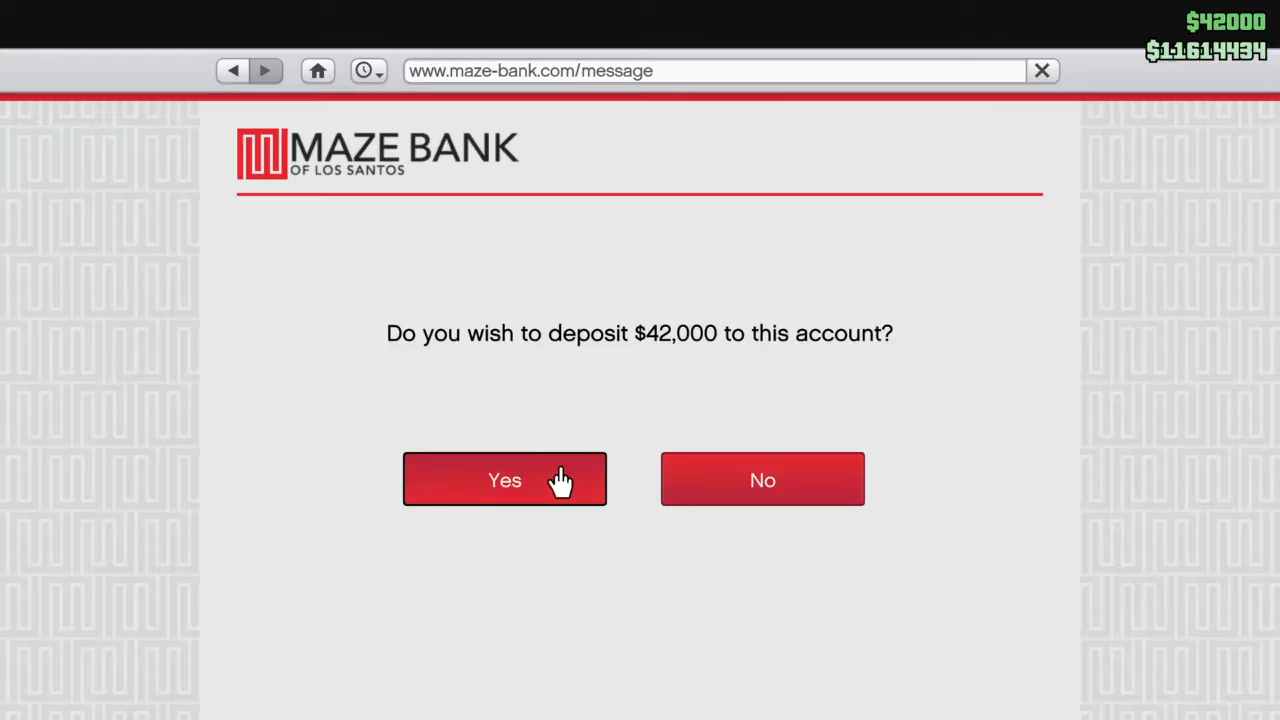 $42000
$11614434
www.maze-bank.com/message
MAZE BANK
OF LOS SANTOS
Do you wish to deposit $42,000 to this account?
Yes
No